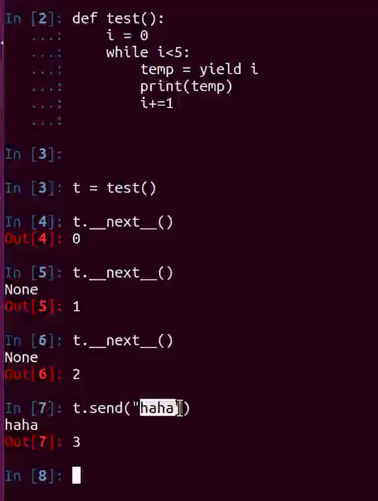 In [2]: def test():
   ...:     i = 0
   ...:     while i<5:
   ...:         temp = yield i
   ...:         print(temp)
   ...:         i+=1
   ...:
In [3]:
In [3]: t = test()
In [4]: t.__next__()
Out[4]: 0
In [5]: t.__next__()
None
Out[5]: 1
In [6]: t.__next__()
None
Out[6]: 2
In [7]: t.send("haha")
haha
Out[7]: 3
In [8]: